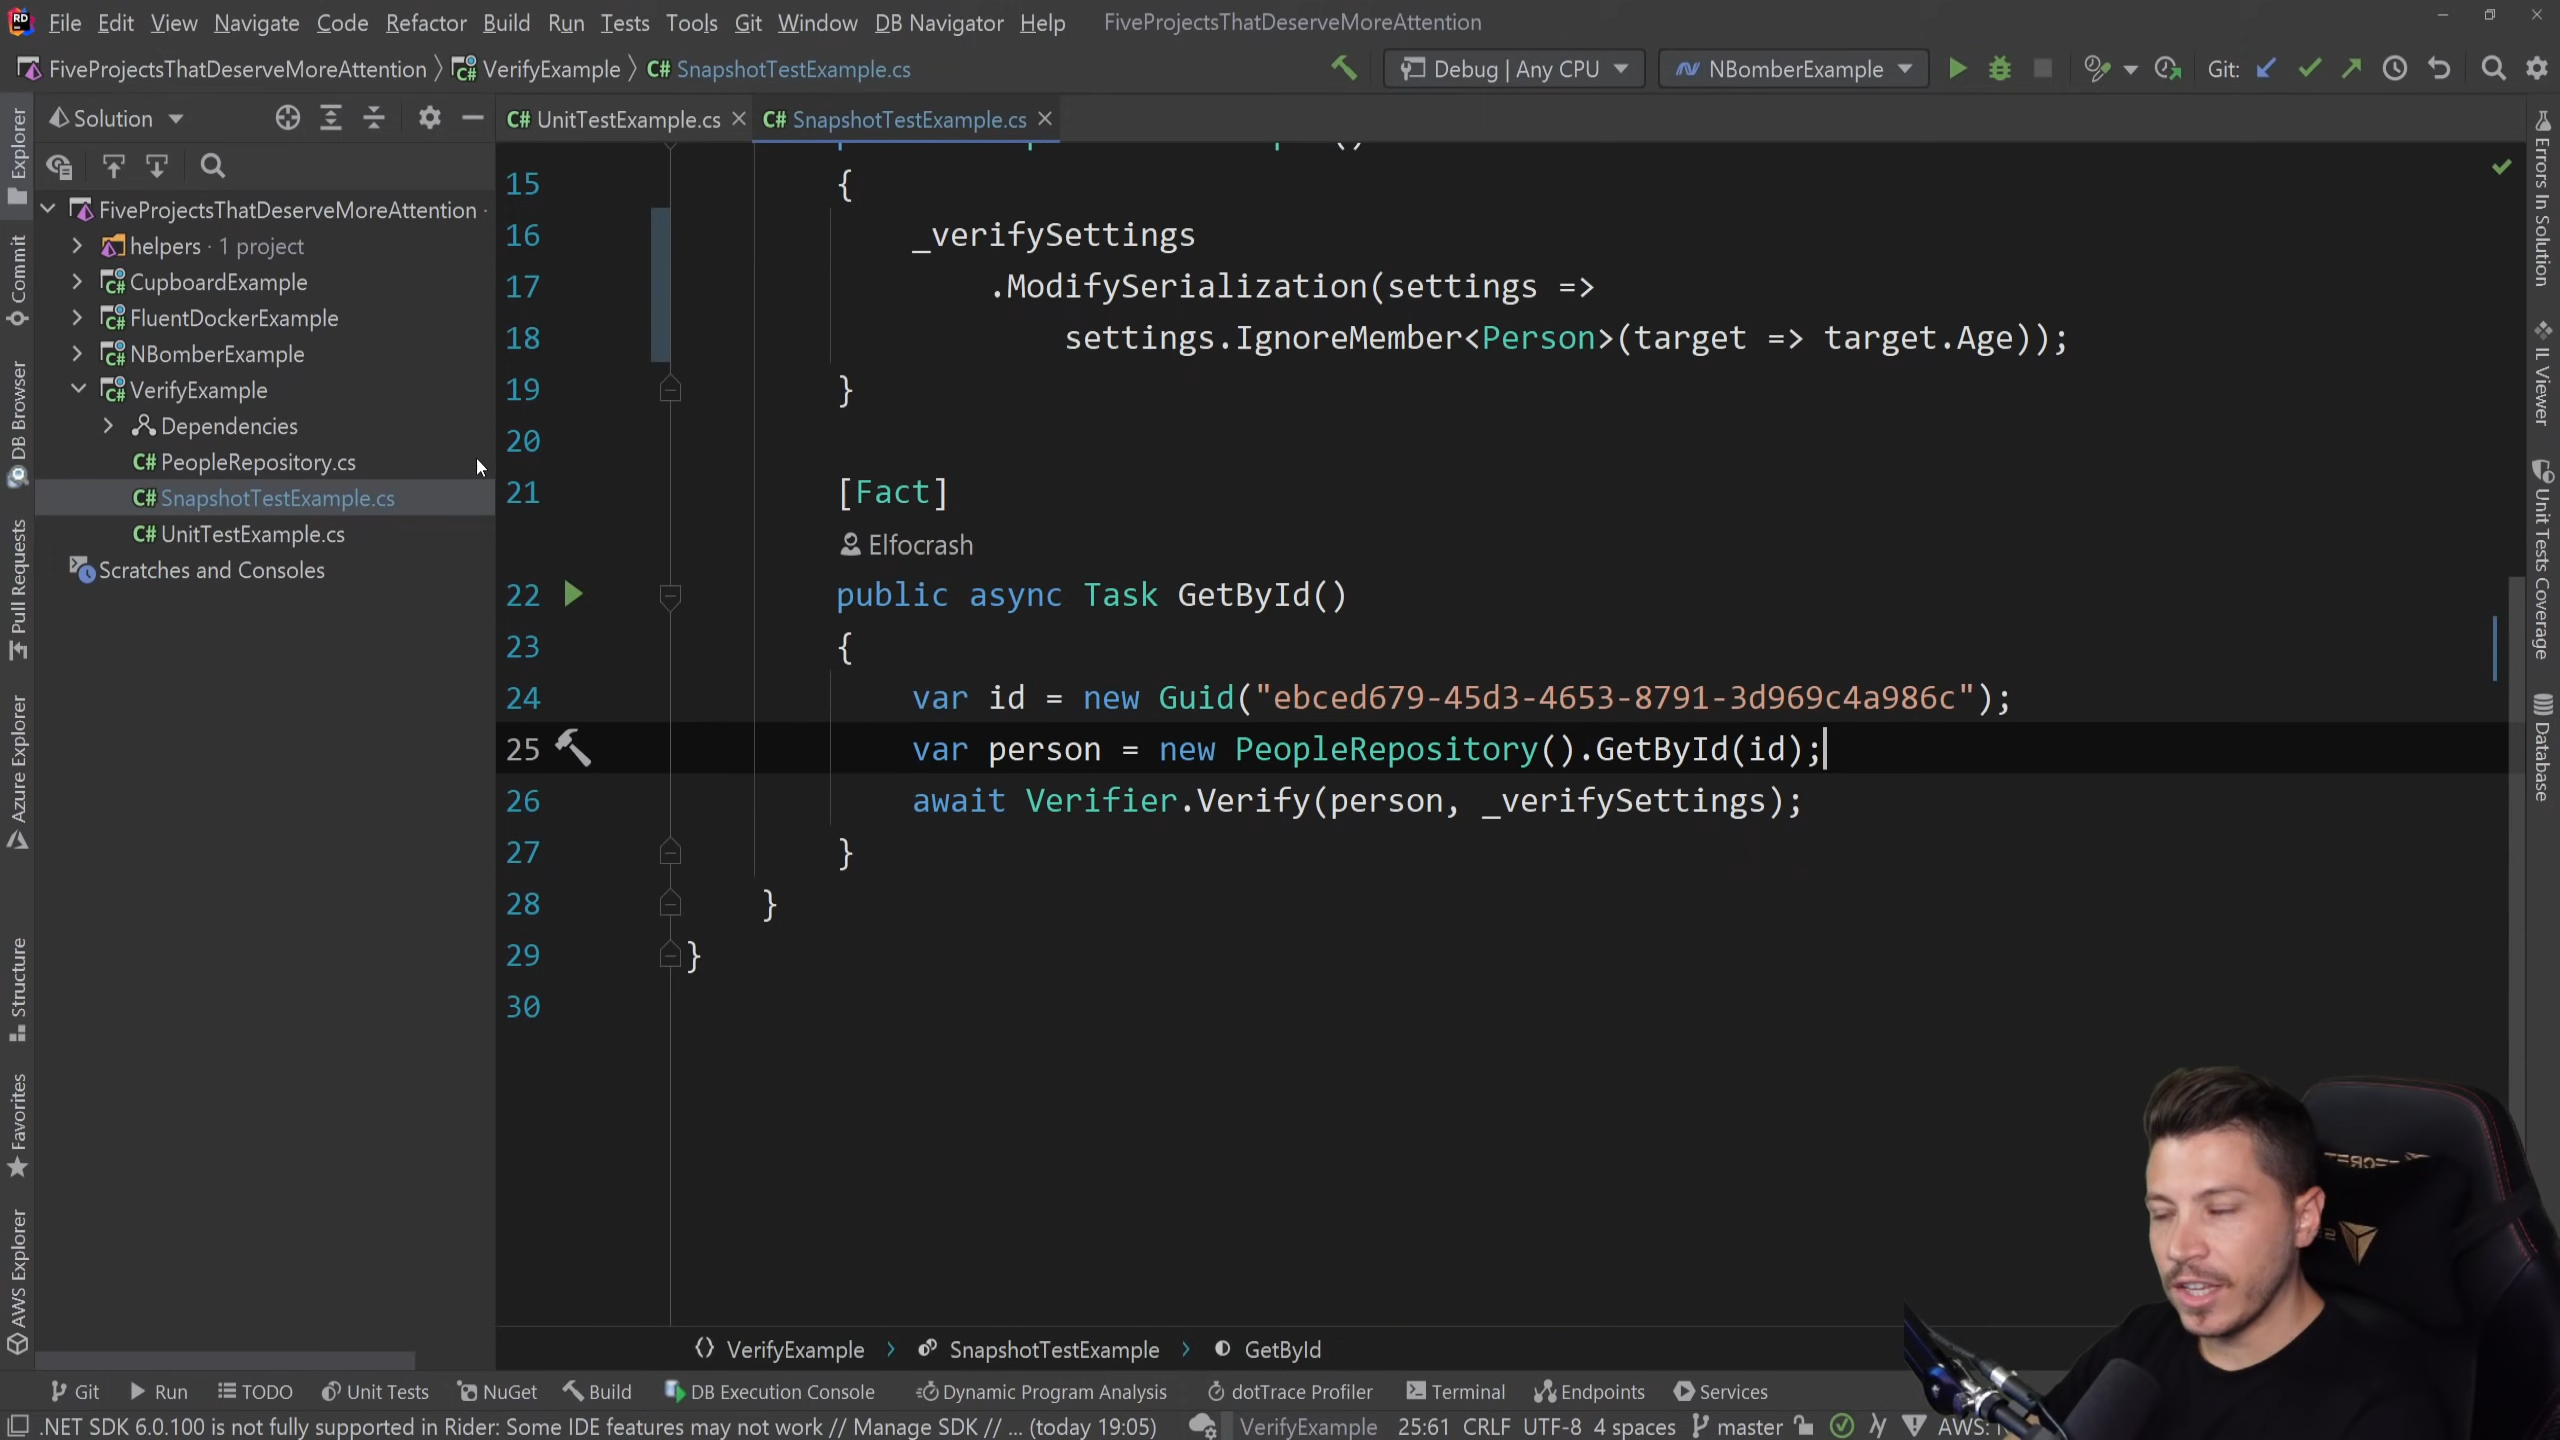 File Edit View Navigate Code Refactor Build Run Tests Tools Git Window DB Navigator Help FiveProjectsThatDeserveMoreAttention
FiveProjectsThatDeserveMoreAttention VerifyExample C# SnapshotTestExample.cs Debug | Any CPU NBomberExample Git:
Solution
C# UnitTestExample.cs
C# SnapshotTestExample.cs
FiveProjectsThatDeserveMoreAttention
helpers · 1 project
CupboardExample
FluentDockerExample
NBomberExample
VerifyExample
Dependencies
C# PeopleRepository.cs
C# SnapshotTestExample.cs
C# UnitTestExample.cs
Scratches and Consoles
Explorer
Commit
DB Browser
Pull Requests
Azure Explorer
Structure
Favorites
AWS Explorer
15 {
16 _verifySettings
17 .ModifySerialization(settings =>
18 settings.IgnoreMember<Person>(target => target.Age));
19 }
20
21 [Fact]
Elfocrash
22 public async Task GetById()
23 {
24 var id = new Guid("ebced679-45d3-4653-8791-3d969c4a986c");
25 var person = new PeopleRepository().GetById(id);
26 await Verifier.Verify(person, _verifySettings);
27 }
28 }
29 }
30
Errors In Solution
IL Viewer
Unit Tests Coverage
Database
VerifyExample SnapshotTestExample GetById
Git Run TODO Unit Tests NuGet Build DB Execution Console Dynamic Program Analysis dotTrace Profiler Terminal Endpoints Services
.NET SDK 6.0.100 is not fully supported in Rider: Some IDE features may not work // Manage SDK // ... (today 19:05) VerifyExample 25:61 CRLF UTF-8 4 spaces master AWS: